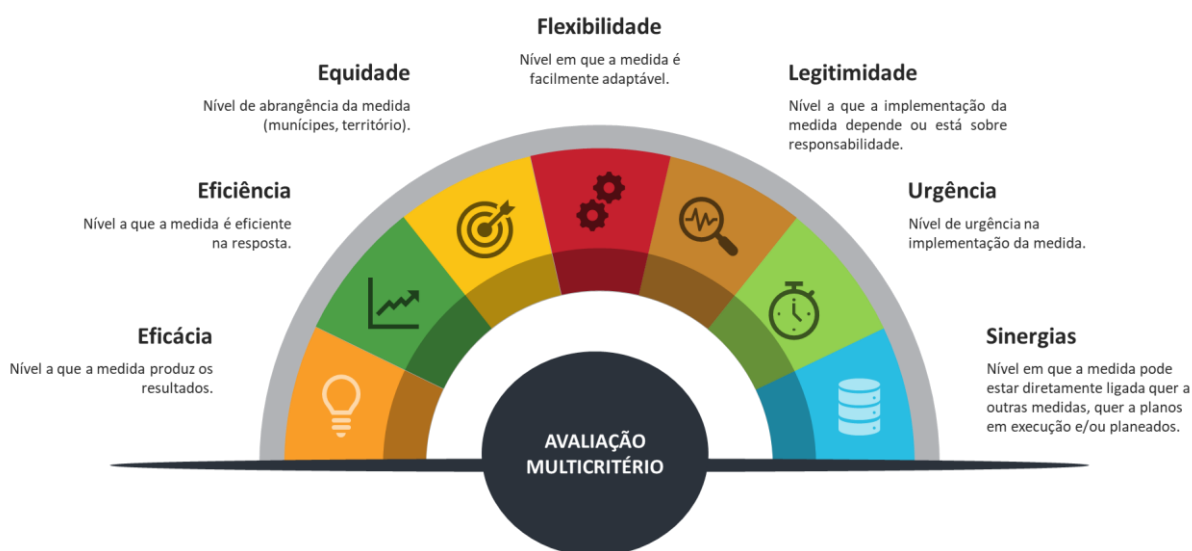 Flexibilidade
Nível em que a medida é
facilmente adaptável.
Equidade
Nível de abrangência da medida
(munícipes, território).
Legitimidade
Nível a que a implementação da
medida depende ou está sobre
responsabilidade.
Eficiência
Nível a que a medida é eficiente
na resposta.
Urgência
Nível de urgência na
implementação da medida.
Eficácia
Nível a que a medida produz os
resultados.
Sinergias
Nível em que a medida pode
estar diretamente ligada quer a
outras medidas, quer a planos
em execução e/ou planeados.
AVALIAÇÃO
MULTICRITÉRIO